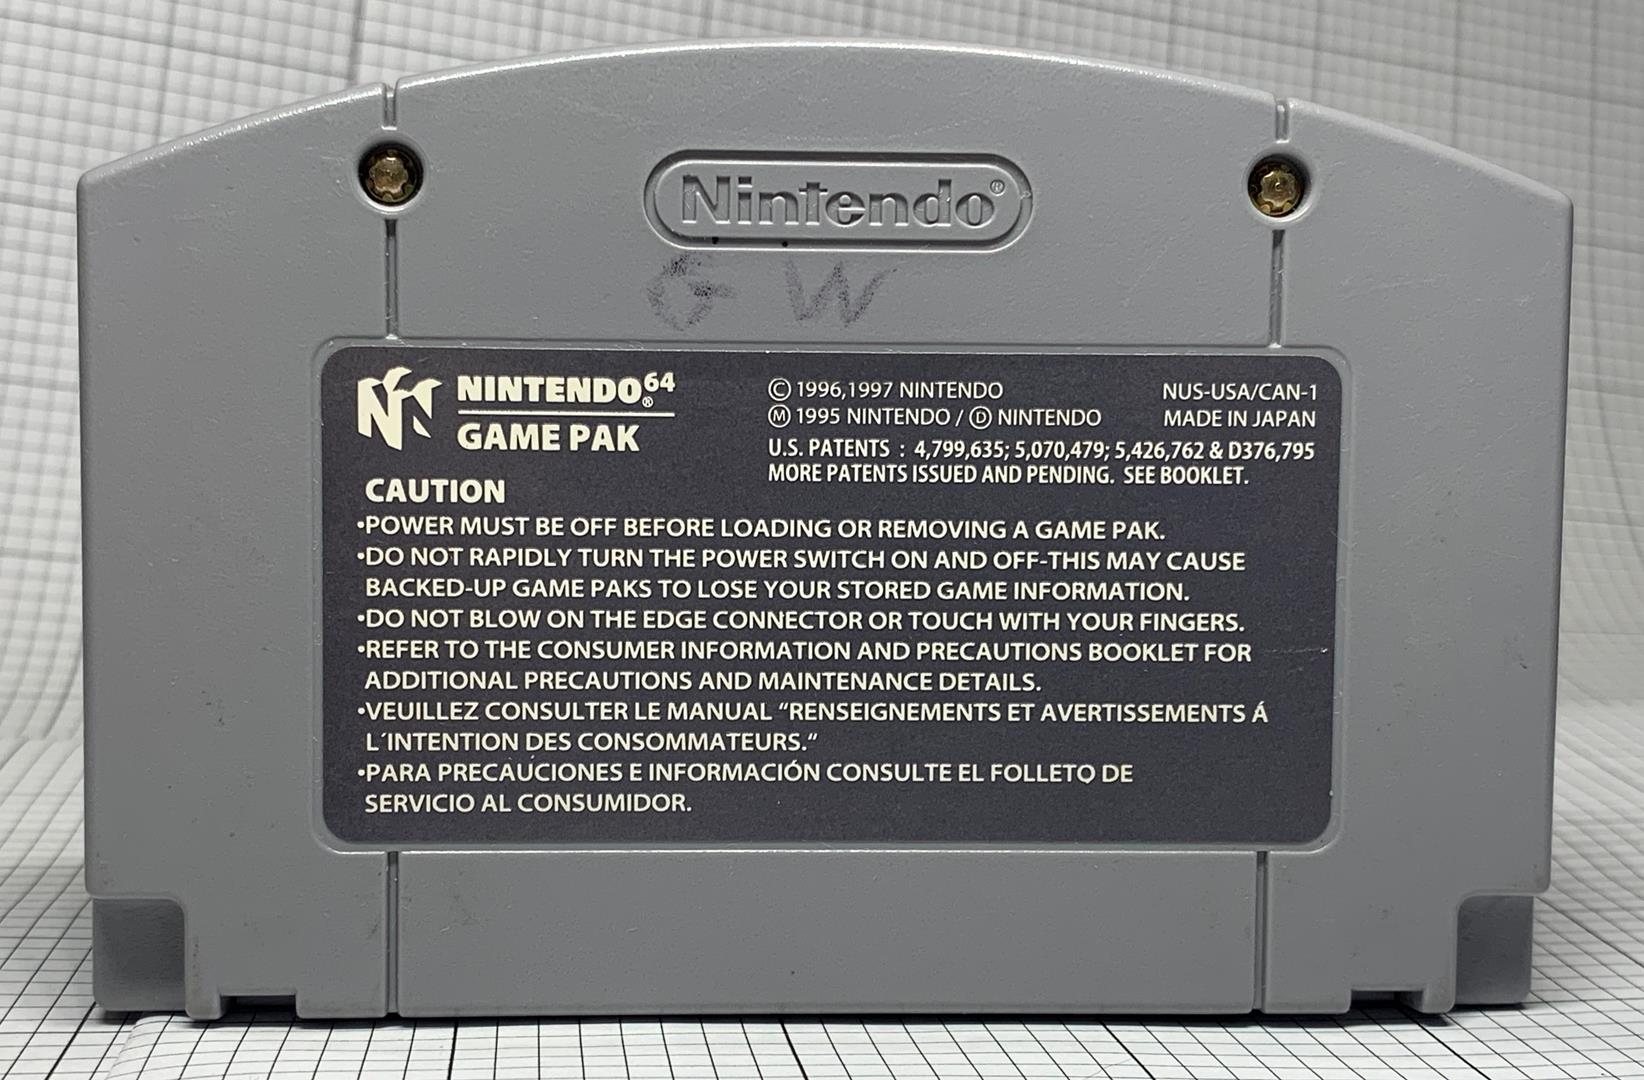 Nintendo®
G W
NINTENDO64®
GAME PAK
© 1996,1997 NINTENDO
Ⓜ 1995 NINTENDO / Ⓓ NINTENDO
NUS-USA/CAN-1
MADE IN JAPAN
U.S. PATENTS : 4,799,635; 5,070,479; 5,426,762 & D376,795
MORE PATENTS ISSUED AND PENDING. SEE BOOKLET.
CAUTION
•POWER MUST BE OFF BEFORE LOADING OR REMOVING A GAME PAK.
•DO NOT RAPIDLY TURN THE POWER SWITCH ON AND OFF-THIS MAY CAUSE
BACKED-UP GAME PAKS TO LOSE YOUR STORED GAME INFORMATION.
•DO NOT BLOW ON THE EDGE CONNECTOR OR TOUCH WITH YOUR FINGERS.
•REFER TO THE CONSUMER INFORMATION AND PRECAUTIONS BOOKLET FOR
ADDITIONAL PRECAUTIONS AND MAINTENANCE DETAILS.
•VEUILLEZ CONSULTER LE MANUAL “RENSEIGNEMENTS ET AVERTISSEMENTS Á
L´INTENTION DES CONSOMMATEURS.“
•PARA PRECAUCIONES E INFORMACIÓN CONSULTE EL FOLLETO DE
SERVICIO AL CONSUMIDOR.